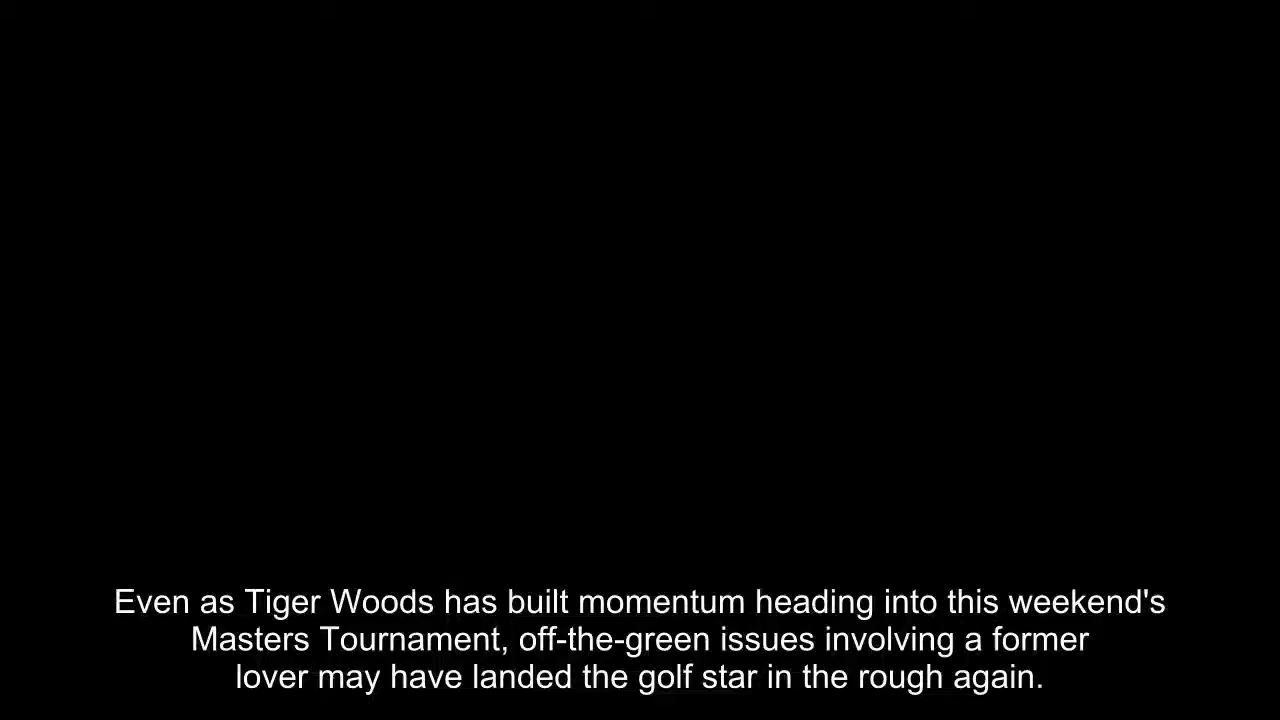 Even as Tiger Woods has built momentum heading into this weekend's
Masters Tournament, off-the-green issues involving a former
lover may have landed the golf star in the rough again.